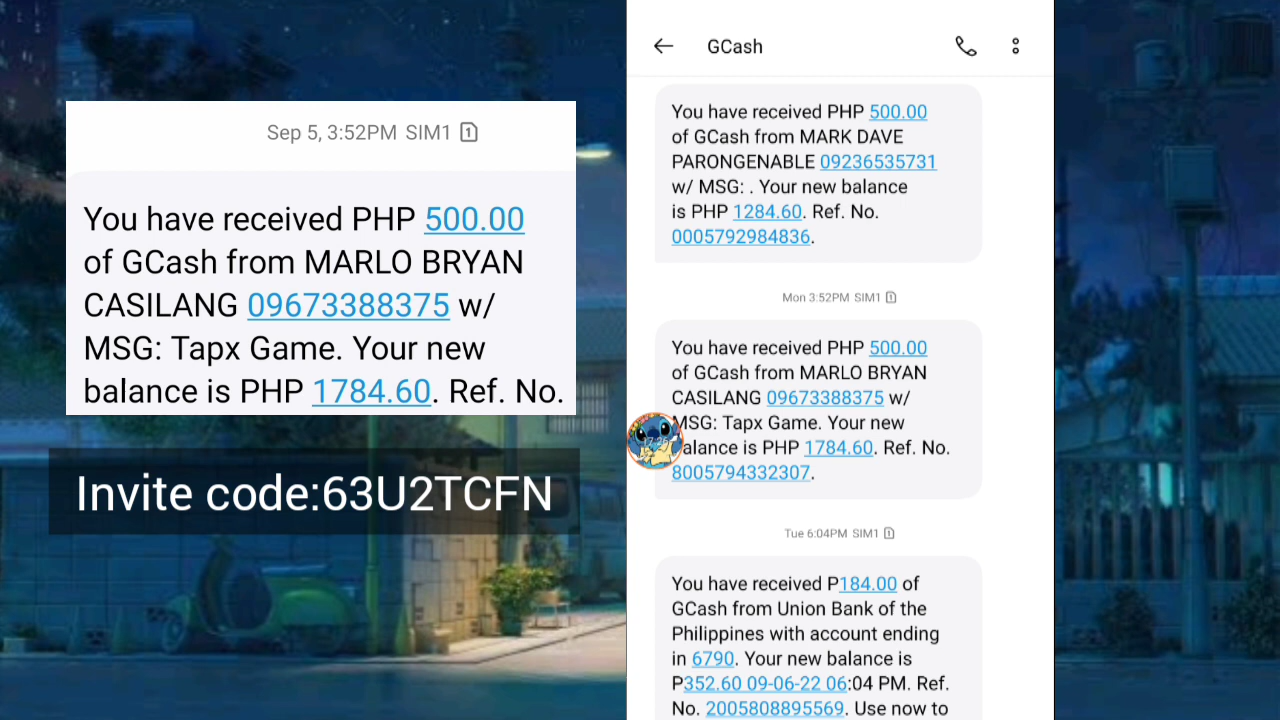 Sep 5, 3:52PM SIM1 1
You have received PHP 500.00
of GCash from MARLO BRYAN
CASILANG 09673388375 w/
MSG: Tapx Game. Your new
balance is PHP 1784.60. Ref. No.
Invite code:63U2TCFN
GCash
You have received PHP 500.00
of GCash from MARK DAVE
PARONGENABLE 09236535731
w/ MSG: . Your new balance
is PHP 1284.60. Ref. No.
0005792984836.
Mon 3:52PM SIM1 1
You have received PHP 500.00
of GCash from MARLO BRYAN
CASILANG 09673388375 w/
MSG: Tapx Game. Your new
alance is PHP 1784.60. Ref. No.
8005794332307.
Tue 6:04PM SIM1 1
You have received P184.00 of
GCash from Union Bank of the
Philippines with account ending
in 6790. Your new balance is
P352.60 09-06-22 06:04 PM. Ref.
No. 2005808895569. Use now to